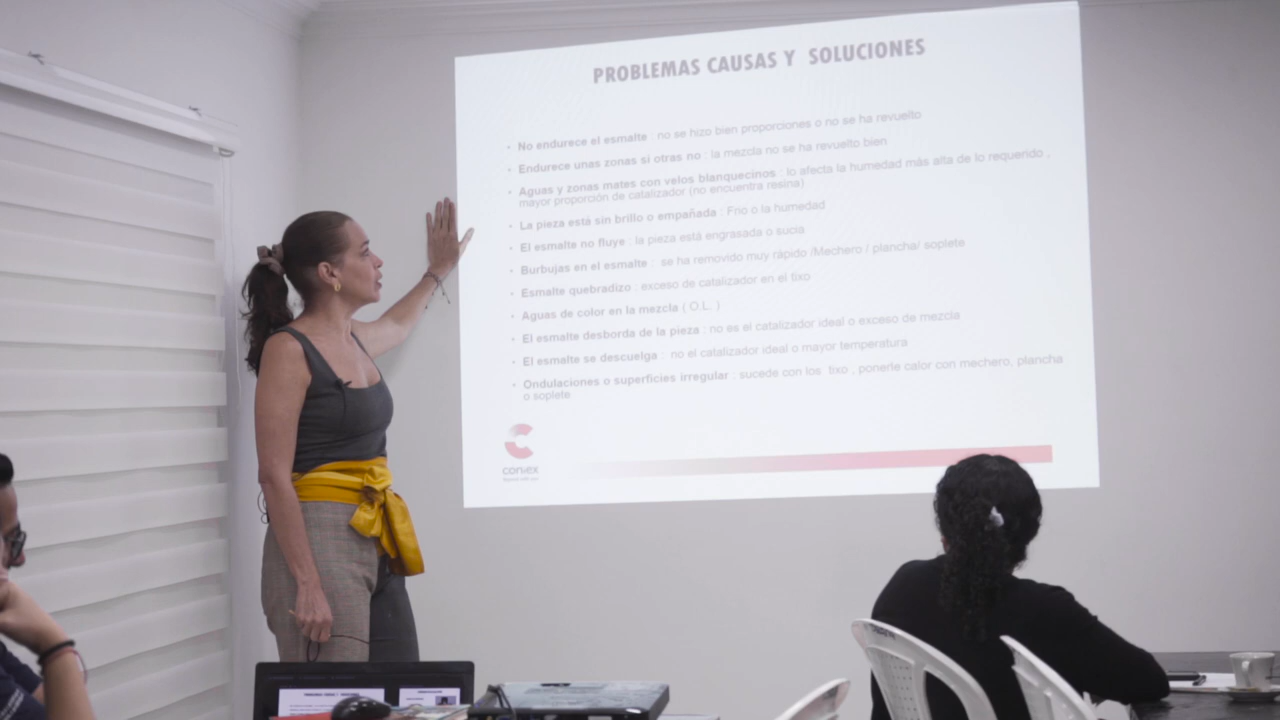 PROBLEMAS CAUSAS Y SOLUCIONES
• No endurece el esmalte : no se hizo bien proporciones o no se ha revuelto
• Endurece unas zonas si otras no : la mezcla no se ha revuelto bien
• Aguas y zonas mates con velos blanquecinos : lo afecta la humedad más alta de lo requerido ,
mayor proporción de catalizador (no encuentra resina)
• La pieza está sin brillo o empañada : Frio o la humedad
• El esmalte no fluye : la pieza está engrasada o sucia
• Burbujas en el esmalte : se ha removido muy rápido /Mechero / plancha/ soplete
• Esmalte quebradizo : exceso de catalizador en el tixo
• Aguas de color en la mezcla ( O.L. )
• El esmalte desborda de la pieza : no es el catalizador ideal o exceso de mezcla
• El esmalte se descuelga : no el catalizador ideal o mayor temperatura
• Ondulaciones o superficies irregular : sucede con los tixo , ponerle calor con mechero, plancha
o soplete
coniex